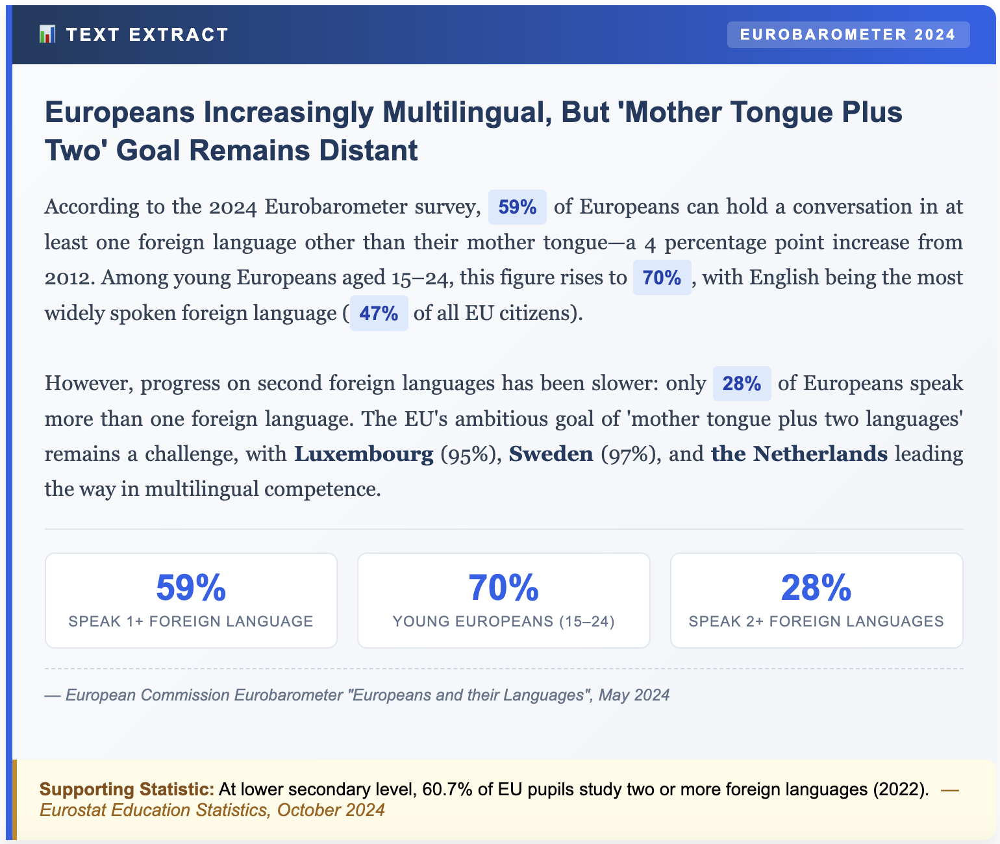 TEXT EXTRACT
EUROBAROMETER 2024
Europeans Increasingly Multilingual, But 'Mother Tongue Plus
Two' Goal Remains Distant
According to the 2024 Eurobarometer survey, 59% of Europeans can hold a conversation in at
least one foreign language other than their mother tongue—a 4 percentage point increase from
2012. Among young Europeans aged 15–24, this figure rises to 70%, with English being the most
widely spoken foreign language (47% of all EU citizens).
However, progress on second foreign languages has been slower: only 28% of Europeans speak
more than one foreign language. The EU's ambitious goal of 'mother tongue plus two languages'
remains a challenge, with Luxembourg (95%), Sweden (97%), and the Netherlands leading
the way in multilingual competence.
59%
SPEAK 1+ FOREIGN LANGUAGE
70%
YOUNG EUROPEANS (15–24)
28%
SPEAK 2+ FOREIGN LANGUAGES
— European Commission Eurobarometer "Europeans and their Languages", May 2024
Supporting Statistic: At lower secondary level, 60.7% of EU pupils study two or more foreign languages (2022). —
Eurostat Education Statistics, October 2024